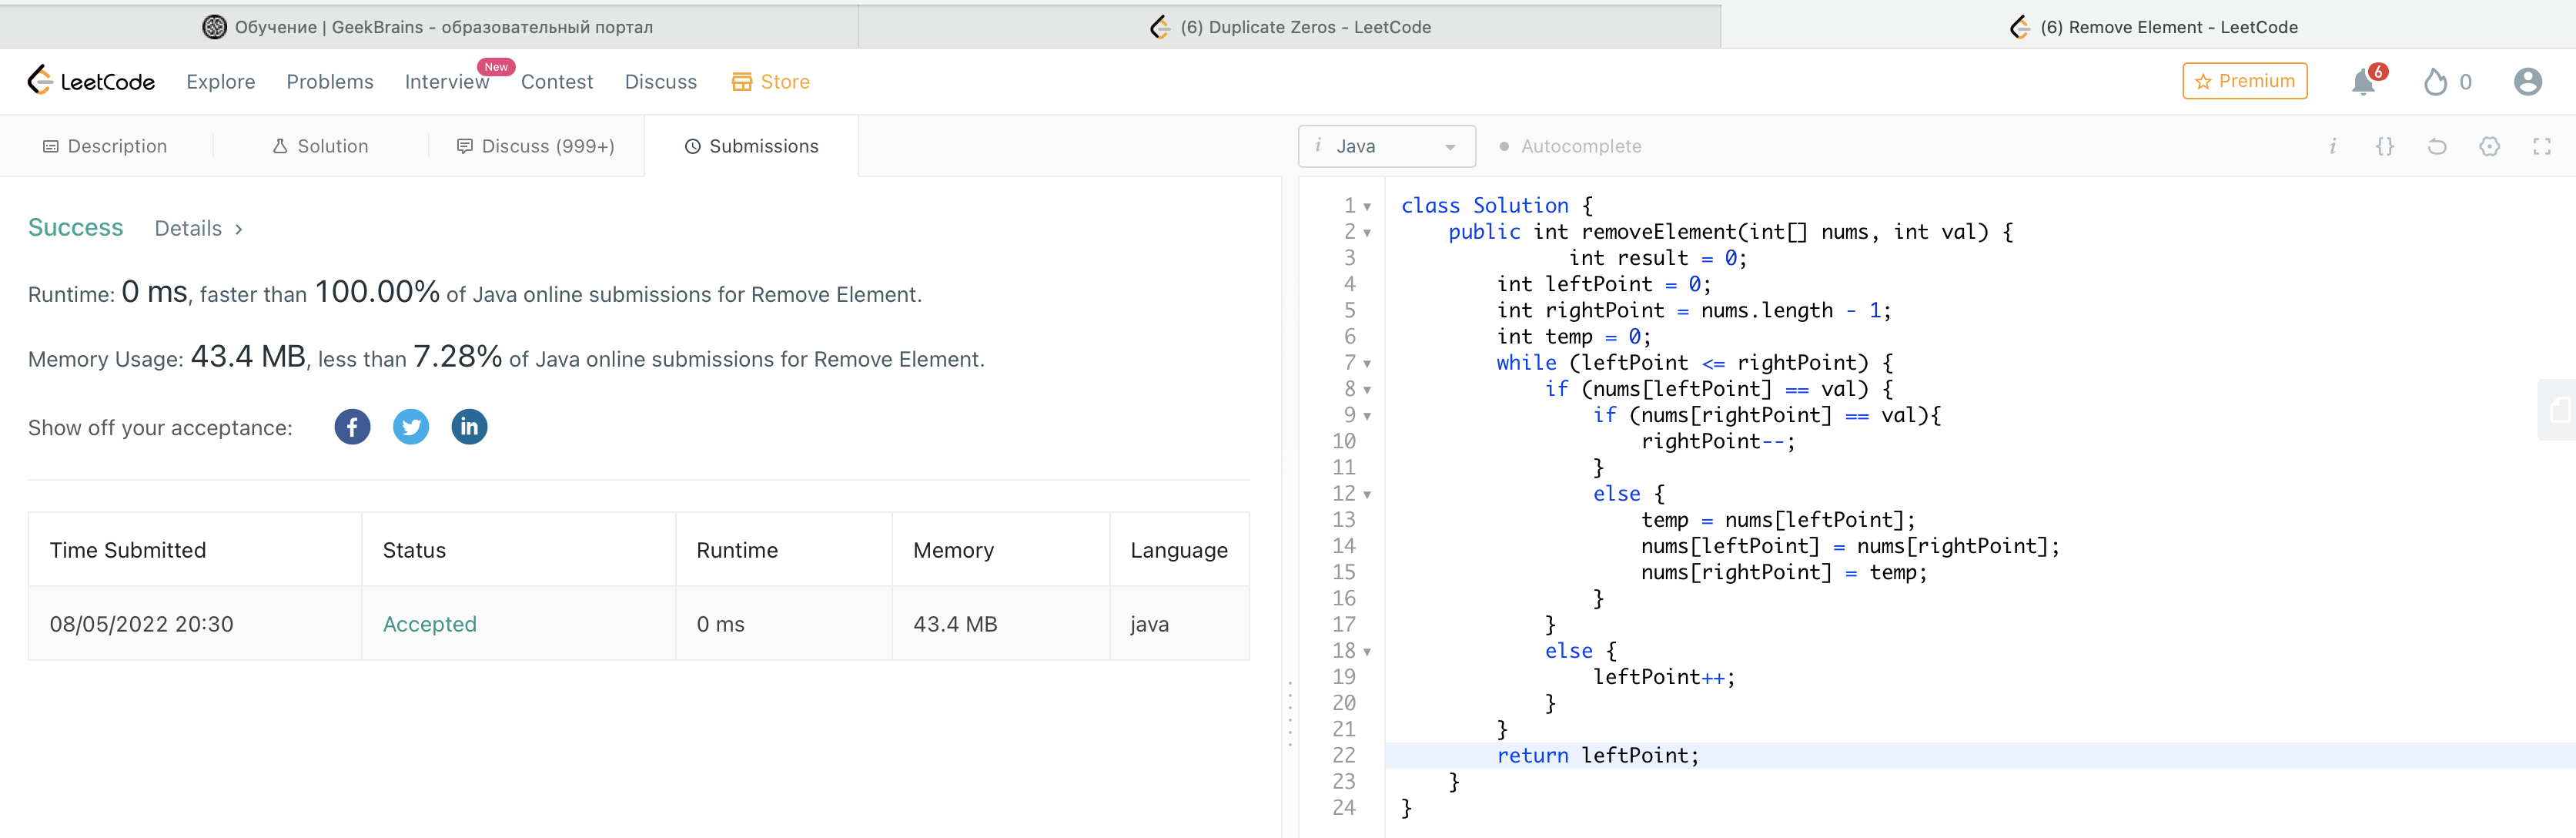 Обучение | GeekBrains - образовательный портал
(6) Duplicate Zeros - LeetCode
(6) Remove Element - LeetCode
LeetCode Explore Problems Interview New Contest Discuss Store
Premium 6 0
Description Solution Discuss (999+) Submissions
i Java Autocomplete i {}
Success Details >
Runtime: 0 ms, faster than 100.00% of Java online submissions for Remove Element.
Memory Usage: 43.4 MB, less than 7.28% of Java online submissions for Remove Element.
Show off your acceptance: f in
Time Submitted Status Runtime Memory Language
08/05/2022 20:30 Accepted 0 ms 43.4 MB java
1 class Solution {
2     public int removeElement(int[] nums, int val) {
3               int result = 0;
4         int leftPoint = 0;
5         int rightPoint = nums.length - 1;
6         int temp = 0;
7         while (leftPoint <= rightPoint) {
8             if (nums[leftPoint] == val) {
9                 if (nums[rightPoint] == val){
10                     rightPoint--;
11                 }
12                 else {
13                     temp = nums[leftPoint];
14                     nums[leftPoint] = nums[rightPoint];
15                     nums[rightPoint] = temp;
16                 }
17             }
18             else {
19                 leftPoint++;
20             }
21         }
22         return leftPoint;
23     }
24 }